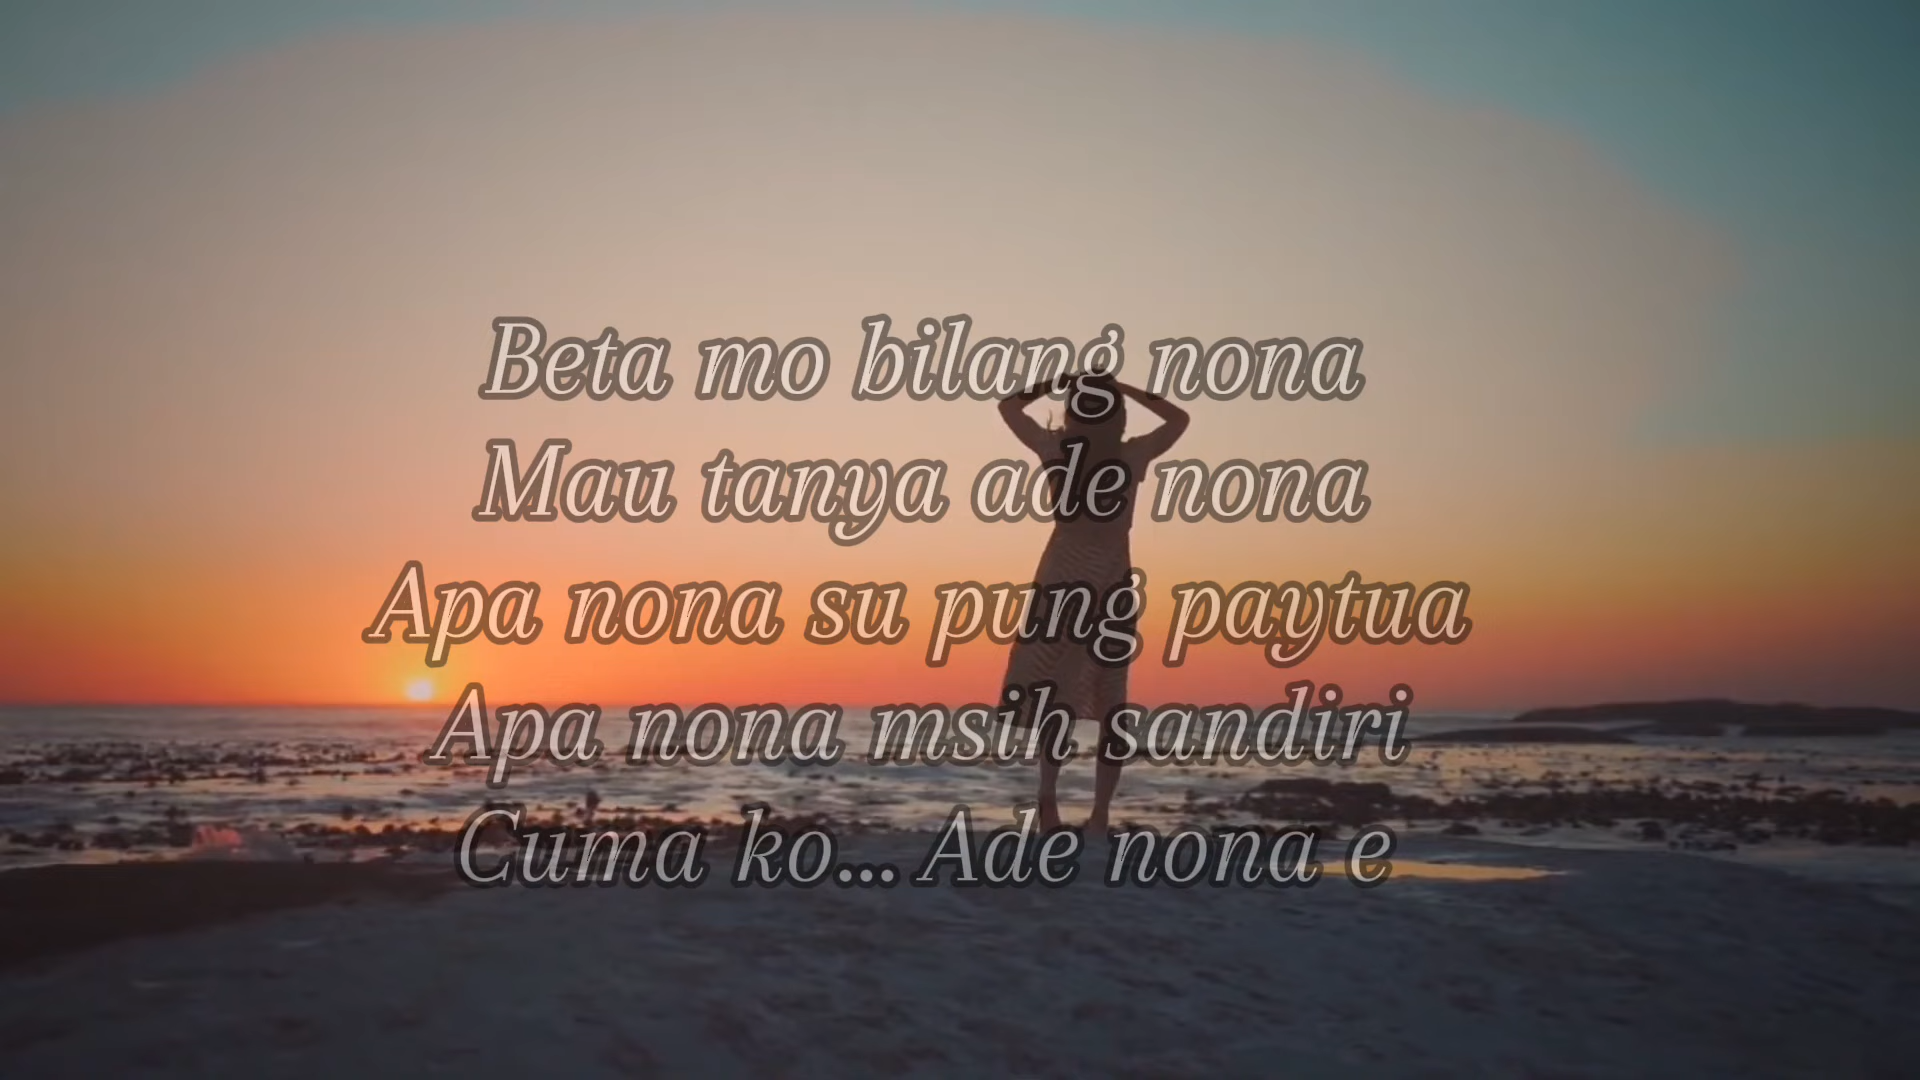 Beta mo bilang nona
Mau tanya ade nona
Apa nona su pung paytua
Apa nona msih sandiri
Cuma ko... Ade nona e